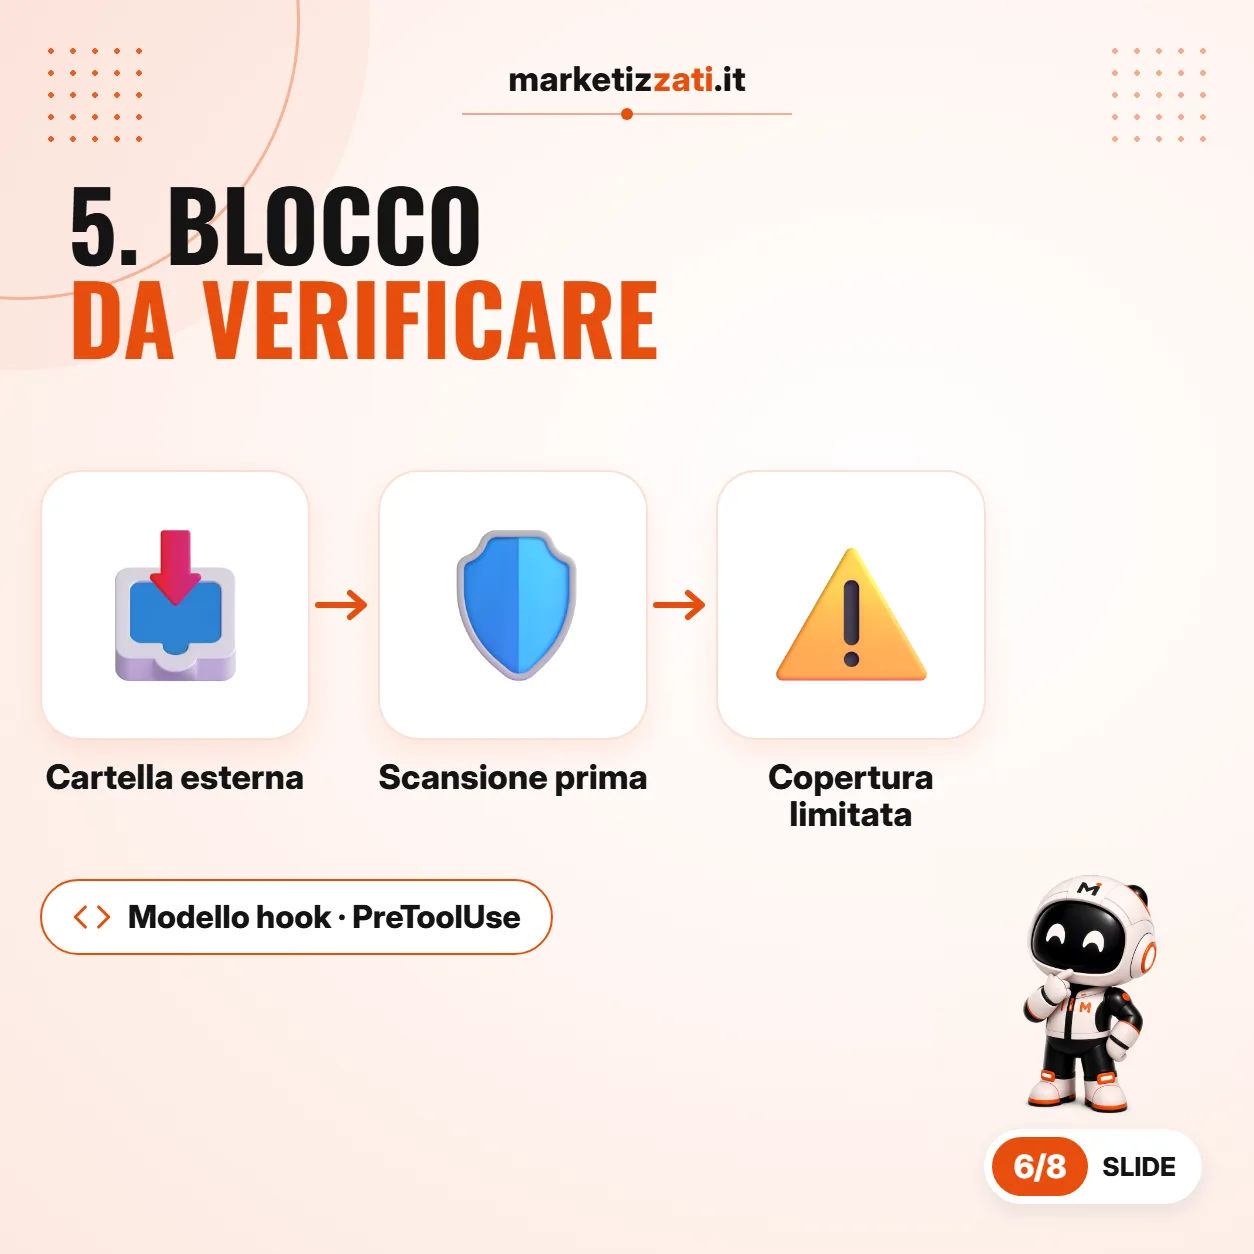 marketizzati.it
5. BLOCCO
DA VERIFICARE
Cartella esterna
Scansione prima
Copertura
limitata
Modello hook · PreToolUse
6/8 SLIDE